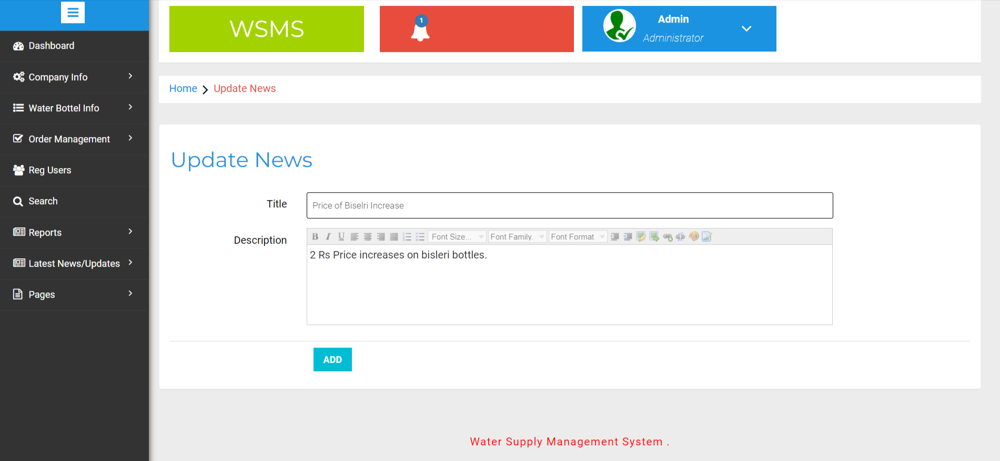 WSMS
1
Admin
Administrator
Dashboard
Company Info
Water Bottel Info
Order Management
Reg Users
Search
Reports
Latest News/Updates
Pages
Home
Update News
Update News
Title
Price of Biselri Increase
Description
B I U Font Size... Font Family. Font Format
2 Rs Price increases on bisleri bottles.
ADD
Water Supply Management System .